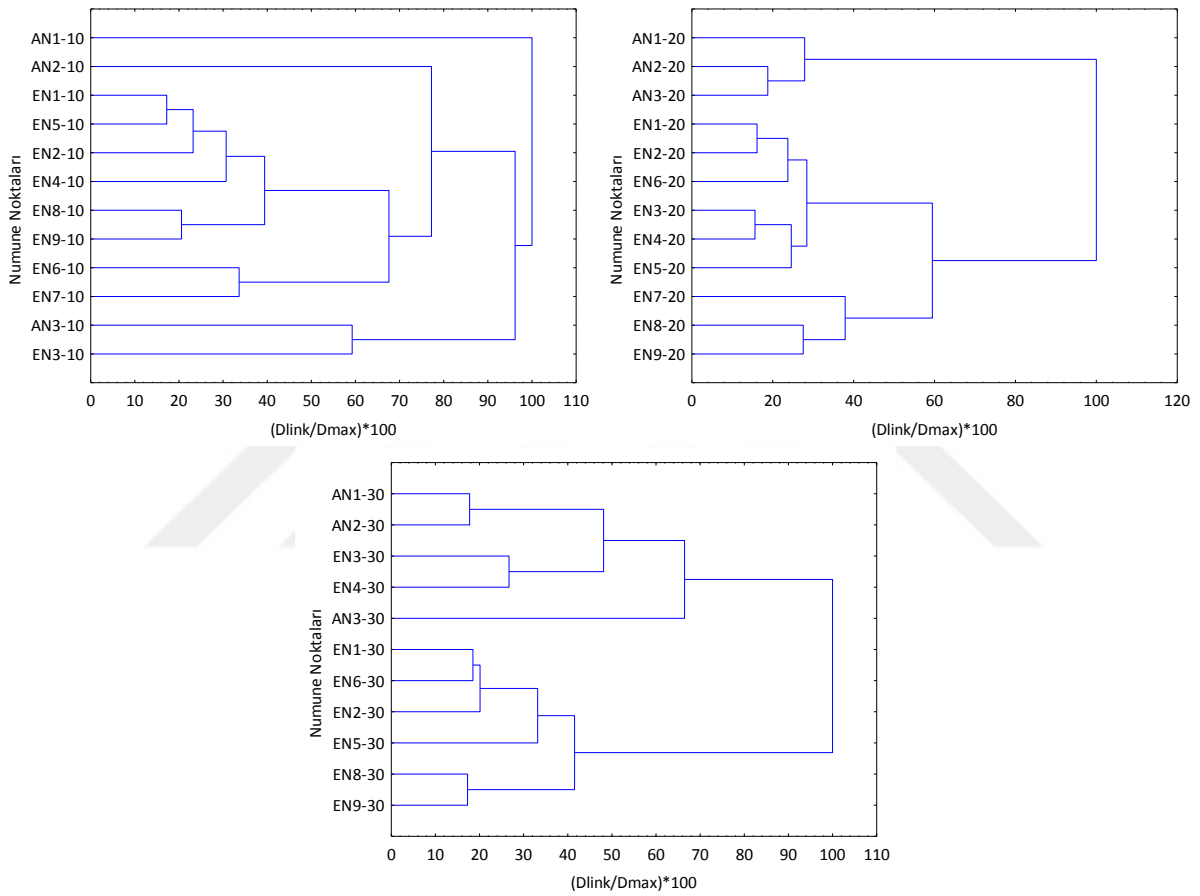 AN1-10
AN2-10
EN1-10
EN5-10
EN2-10
EN4-10
EN8-10
EN9-10
EN6-10
EN7-10
AN3-10
EN3-10
Numune Noktaları
0 10 20 30 40 50 60 70 80 90 100 110
(Dlink/Dmax)*100
AN1-20
AN2-20
AN3-20
EN1-20
EN2-20
EN6-20
EN3-20
EN4-20
EN5-20
EN7-20
EN8-20
EN9-20
Numune Noktaları
0 20 40 60 80 100 120
(Dlink/Dmax)*100
AN1-30
AN2-30
EN3-30
EN4-30
AN3-30
EN1-30
EN6-30
EN2-30
EN5-30
EN8-30
EN9-30
Numune Noktaları
0 10 20 30 40 50 60 70 80 90 100 110
(Dlink/Dmax)*100